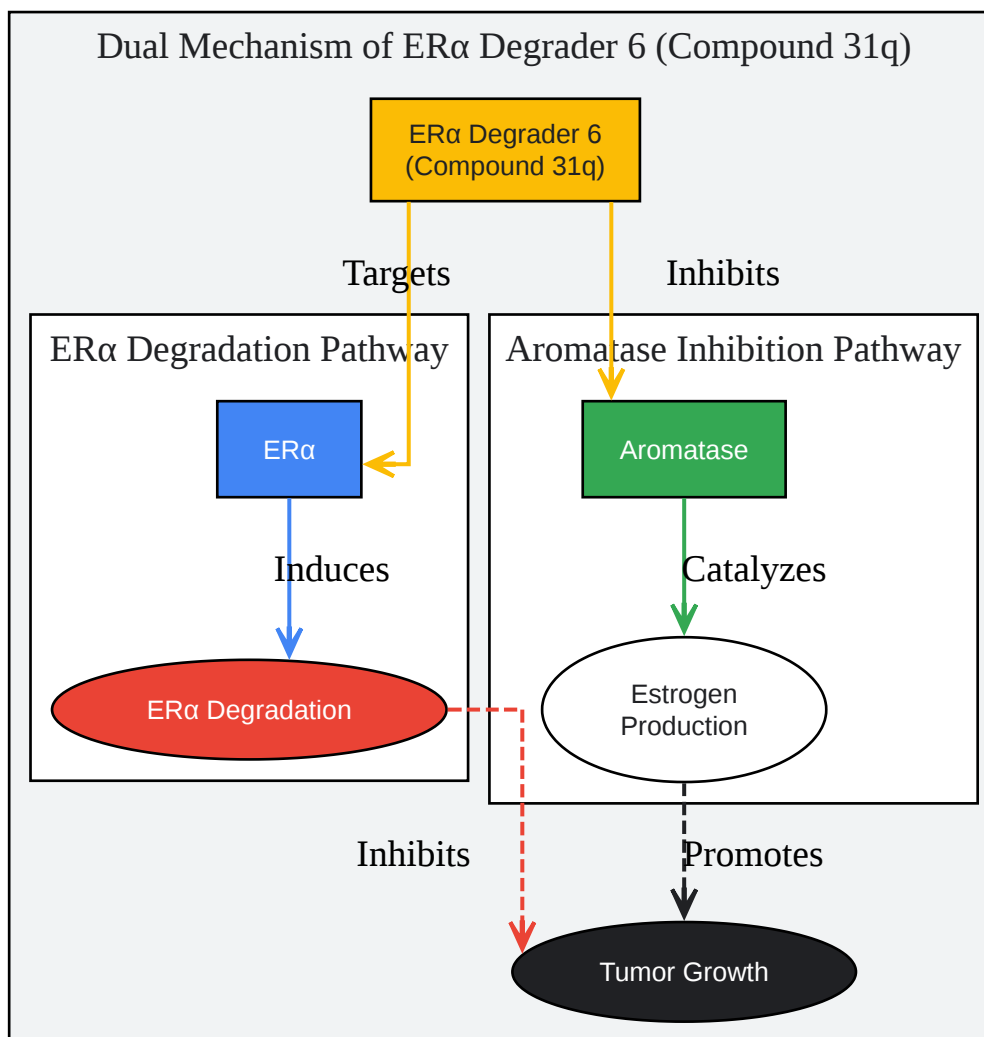 Dual Mechanism of ERα Degrader 6 (Compound 31q)
ERα Degrader 6
(Compound 31q)
Targets
Inhibits
ERα Degradation Pathway
Aromatase Inhibition Pathway
ERα
Aromatase
Induces
Catalyzes
ERα Degradation
Estrogen
Production
Inhibits
Promotes
Tumor Growth